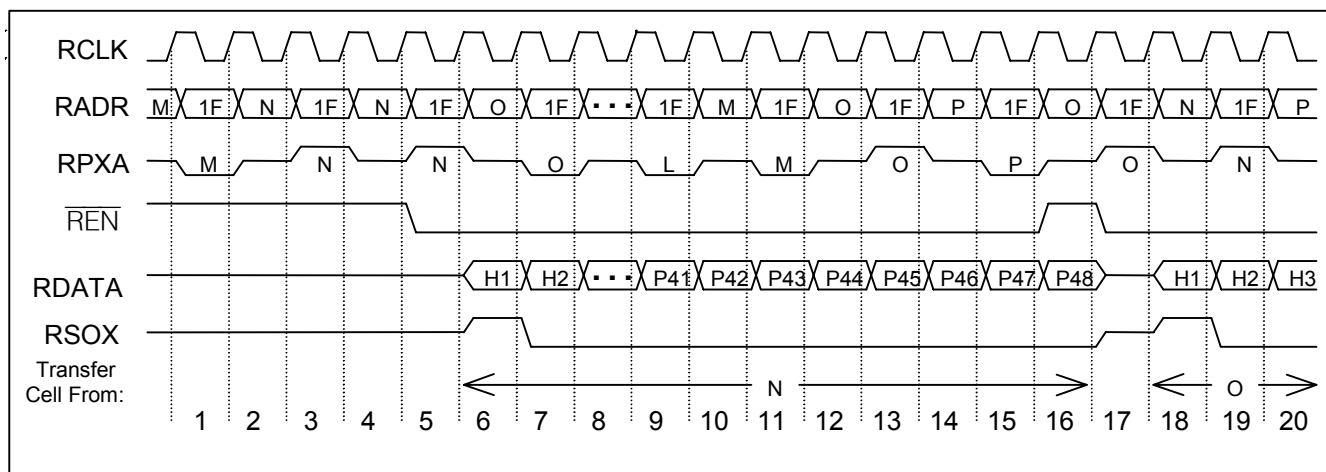 RCLK
RADR M 1F N 1F N 1F O 1F ··· 1F M 1F O 1F P 1F O 1F N 1F P
RPXA M N N O L M O P O N
REN
RDATA H1 H2 ··· P41 P42 P43 P44 P45 P46 P47 P48 H1 H2 H3
RSOX
Transfer
Cell From: N O
1 2 3 4 5 6 7 8 9 10 11 12 13 14 15 16 17 18 19 20